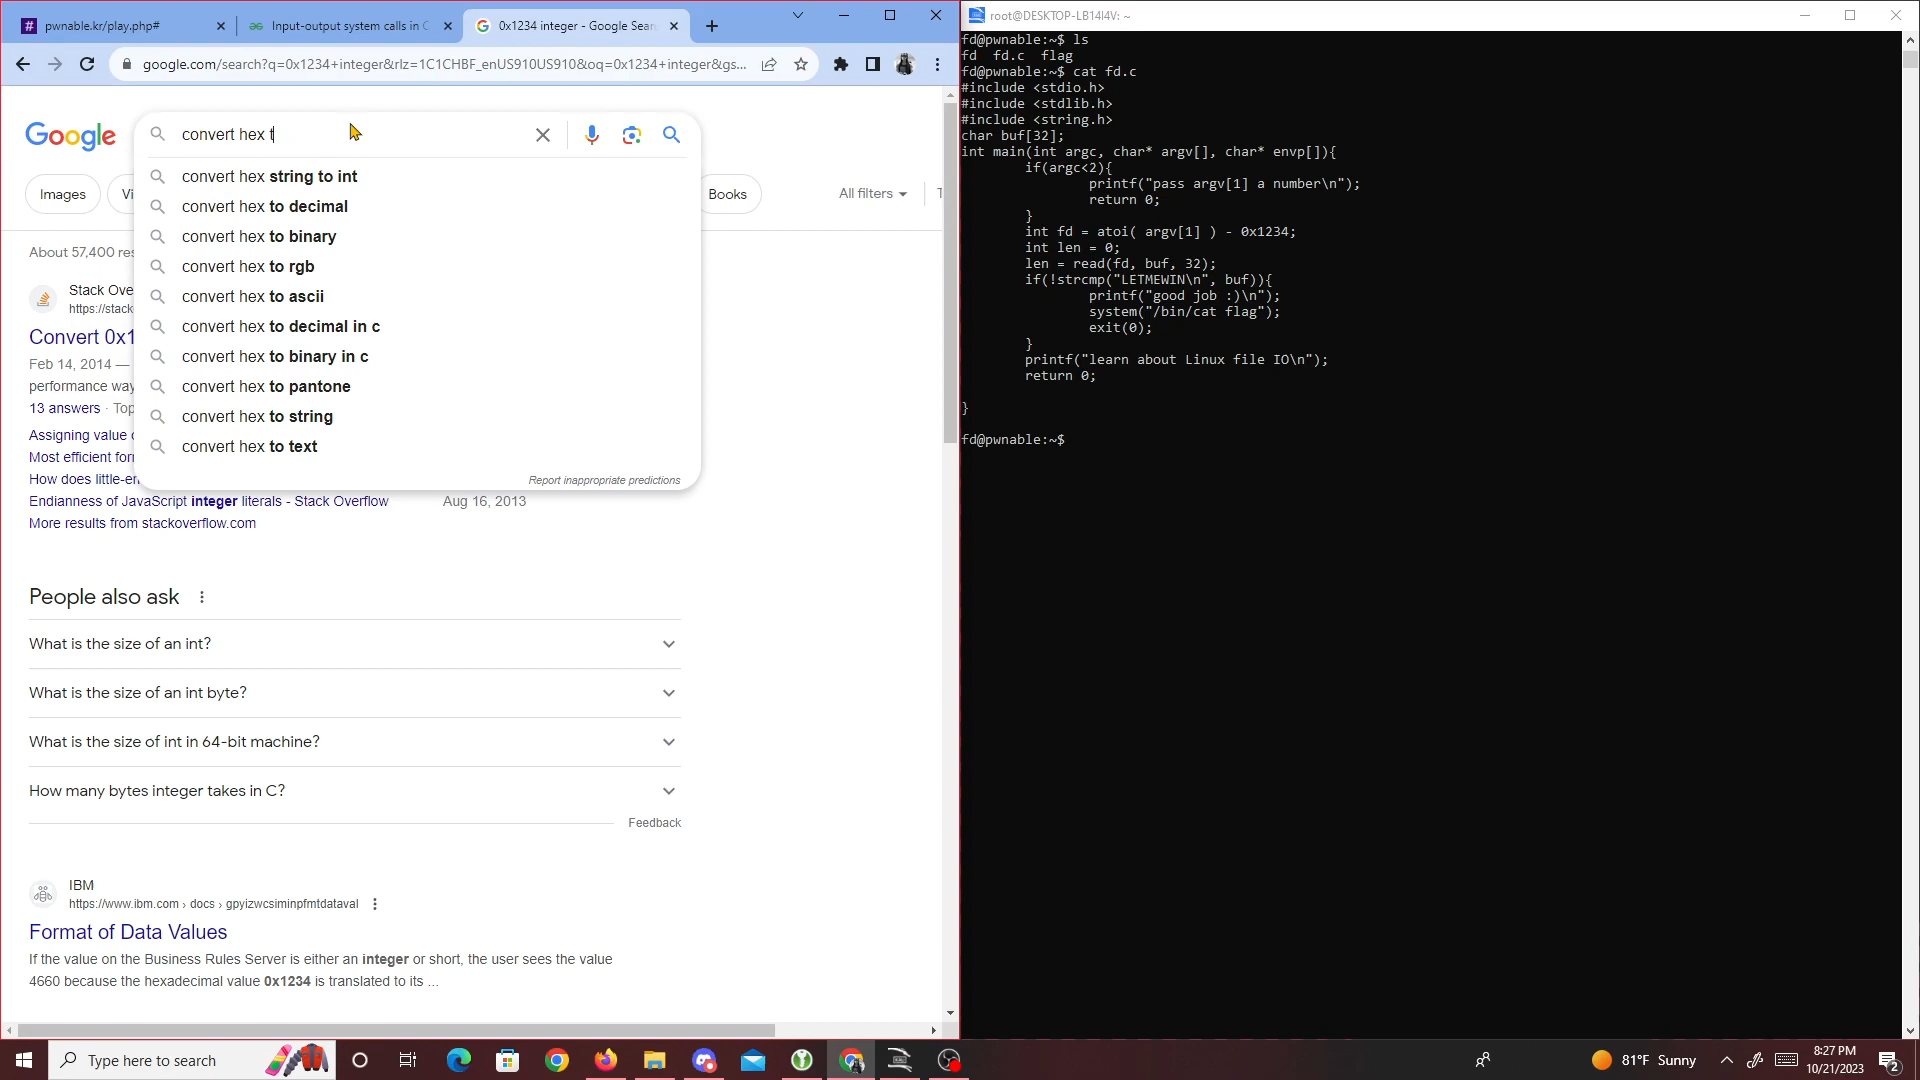 pwnable.kr/play.php#
Input-output system calls in C
0x1234 integer - Google Sear
google.com/search?q=0x1234+integer&rlz=1C1CHBF_enUS910US910&oq=0x1234+integer&gs...
Google
convert hex t
convert hex string to int
convert hex to decimal
convert hex to binary
convert hex to rgb
convert hex to ascii
convert hex to decimal in c
convert hex to binary in c
convert hex to pantone
convert hex to string
convert hex to text
Report inappropriate predictions
Images
Vi
Books
All filters
T
About 57,400 res
Stack Ove
https://stack
Convert 0x1
Feb 14, 2014 —
performance way
13 answers · Top
Assigning value o
Most efficient for
How does little-en
Endianness of JavaScript integer literals - Stack Overflow
Aug 16, 2013
More results from stackoverflow.com
People also ask
What is the size of an int?
What is the size of an int byte?
What is the size of int in 64-bit machine?
How many bytes integer takes in C?
Feedback
IBM
https://www.ibm.com › docs › gpyizwcsiminpfmtdataval
Format of Data Values
If the value on the Business Rules Server is either an integer or short, the user sees the value
4660 because the hexadecimal value 0x1234 is translated to its ...
root@DESKTOP-LB14I4V: ~
fd@pwnable:~$ ls
fd  fd.c  flag
fd@pwnable:~$ cat fd.c
#include <stdio.h>
#include <stdlib.h>
#include <string.h>
char buf[32];
int main(int argc, char* argv[], char* envp[]){
        if(argc<2){
                printf("pass argv[1] a number\n");
                return 0;
        }
        int fd = atoi( argv[1] ) - 0x1234;
        int len = 0;
        len = read(fd, buf, 32);
        if(!strcmp("LETMEWIN\n", buf)){
                printf("good job :)\n");
                system("/bin/cat flag");
                exit(0);
        }
        printf("learn about Linux file IO\n");
        return 0;
}
fd@pwnable:~$
Type here to search
81°F Sunny
8:27 PM
10/21/2023
2